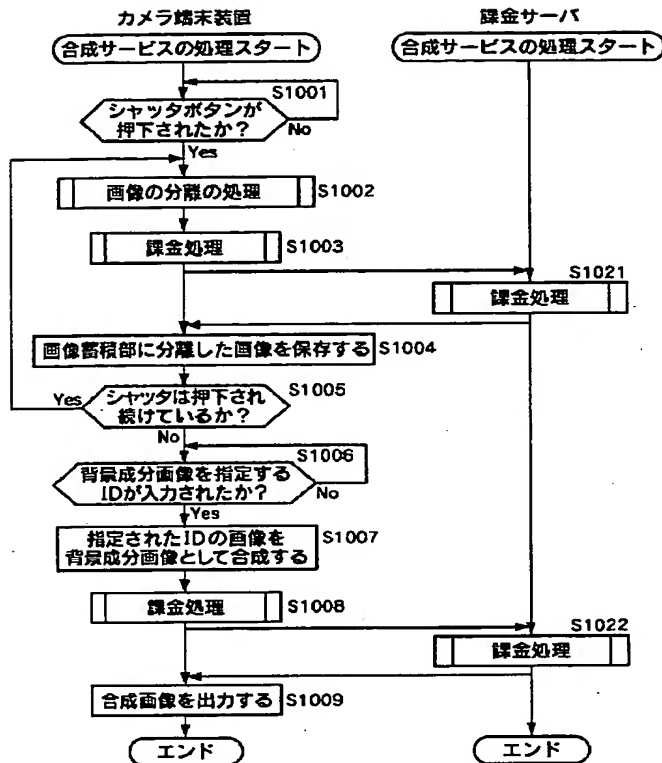 カメラ端末装置
課金サーバ
合成サービスの処理スタート
合成サービスの処理スタート
S1001
シャッタボタンが
押下されたか？
No
Yes
画像の分離の処理
S1002
課金処理
S1003
S1021
課金処理
画像蓄積部に分離した画像を保存する
S1004
シャッタは押下され
続けているか？
S1005
Yes
No
S1006
背景成分画像を指定する
IDが入力されたか？
No
Yes
指定されたIDの画像を
背景成分画像として合成する
S1007
課金処理
S1008
S1022
課金処理
合成画像を出力する
S1009
エンド
エンド